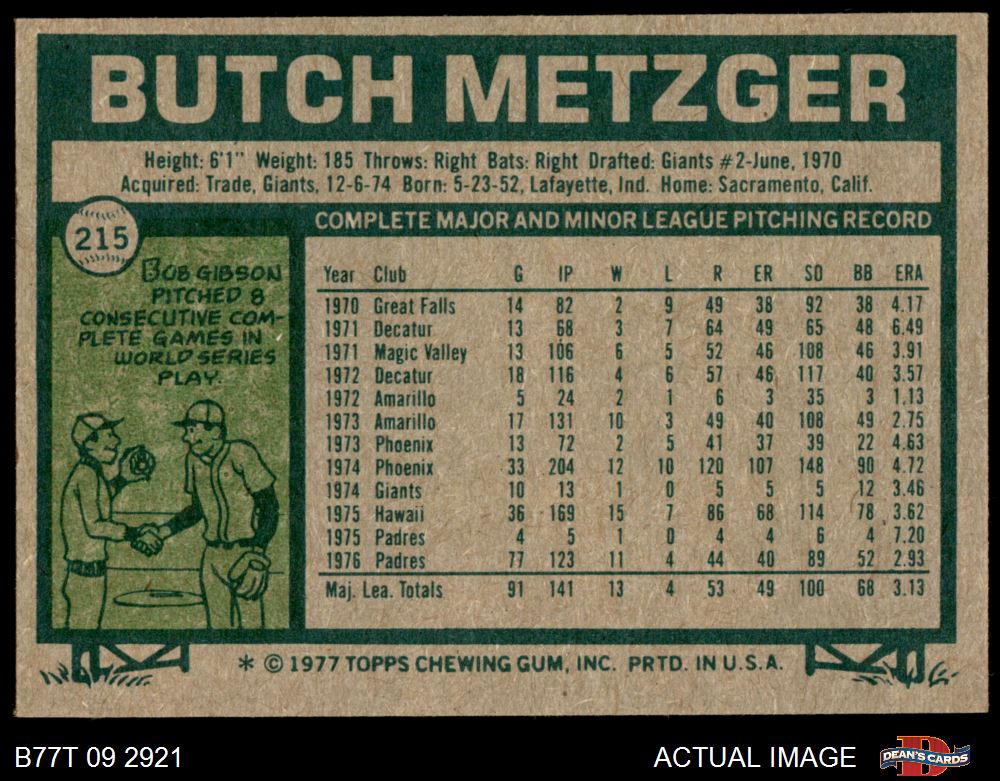 BUTCH METZGER
Height: 6'1" Weight: 185 Throws: Right Bats: Right Drafted: Giants #2-June, 1970
Acquired: Trade, Giants, 12-6-74 Born: 5-23-52, Lafayette, Ind. Home: Sacramento, Calif.
215
BOB GIBSON
PITCHED 8
CONSECUTIVE COM-
PLETE GAMES IN
WORLD SERIES
PLAY.
COMPLETE MAJOR AND MINOR LEAGUE PITCHING RECORD
Year Club G IP W L R ER SO BB ERA
1970 Great Falls 14 82 2 9 49 38 92 38 4.17
1971 Decatur 13 68 3 7 64 49 65 48 6.49
1971 Magic Valley 13 106 6 5 52 46 108 46 3.91
1972 Decatur 18 116 4 6 57 46 117 40 3.57
1972 Amarillo 5 24 2 1 6 3 35 3 1.13
1973 Amarillo 17 131 10 3 49 40 108 49 2.75
1973 Phoenix 13 72 2 5 41 37 39 22 4.63
1974 Phoenix 33 204 12 10 120 107 148 90 4.72
1974 Giants 10 13 1 0 5 5 5 12 3.46
1975 Hawaii 36 169 15 7 86 68 114 78 3.62
1975 Padres 4 5 1 0 4 4 6 4 7.20
1976 Padres 77 123 11 4 44 40 89 52 2.93
Maj. Lea. Totals 91 141 13 4 53 49 100 68 3.13
* © 1977 TOPPS CHEWING GUM, INC. PRTD. IN U.S.A.
B77T 09 2921
ACTUAL IMAGE
DEAN'S CARDS